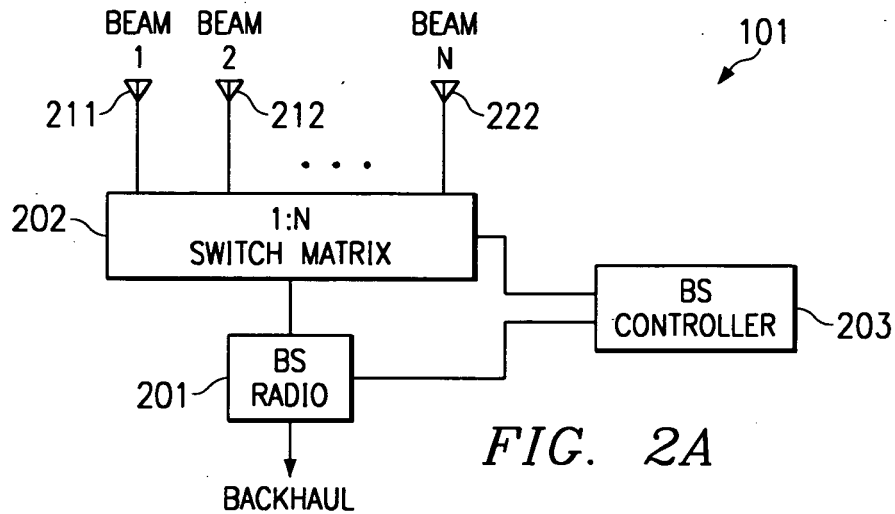 BEAM 1
BEAM 2
BEAM N
101
211
212
222
. . .
202
1:N
SWITCH MATRIX
BS
CONTROLLER
203
201
BS
RADIO
FIG. 2A
BACKHAUL